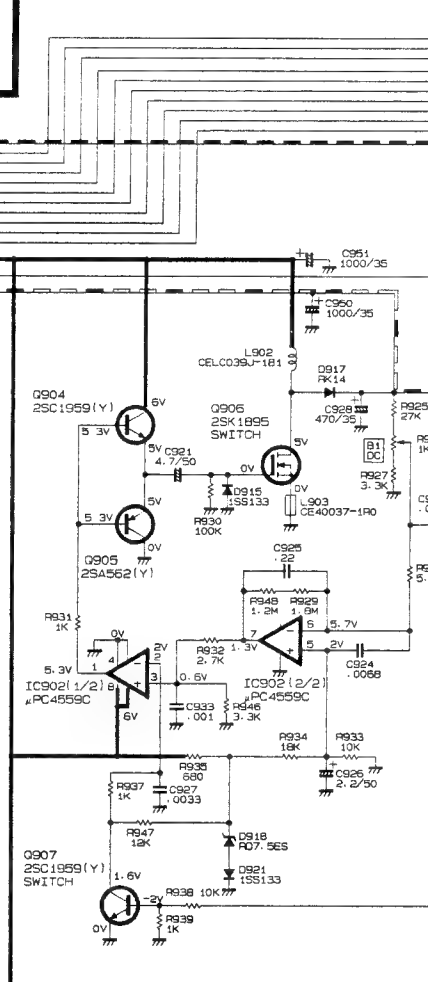 C951
1000/35
C950
1000/35
L902
CELC039J-181
D917
RK14
Q904
2SC1959(Y)
6V
Q906
2SK1895
SWITCH
C928
470/35
R925
27K
5.3V
5V
C921
4.7/50
5V
B1
DC
1K
0V
R927
3.3K
5V
D915
1SS133
0V
5.3V
R930
100K
L903
CE40037-1R0
0V
Q905
2SA562(Y)
C925
.22
R948
1.2M
R929
1.8M
R931
1K
0V
R932
2.7K
7
1.3V
6
5.7V
4
2V
5
2V
5.3V
1
2
C924
.0068
IC902(1/2)
8
3
0.6V
IC902(2/2)
μPC4559C
μPC4559C
6V
C933
.001
R946
3.3K
R934
18K
R933
10K
R935
680
C926
2.2/50
R937
1K
C927
.0033
R947
12K
D918
RD7.5ES
D921
1SS133
Q907
2SC1959(Y)
SWITCH
1.6V
-2V
R938 10K
R939
1K
0V